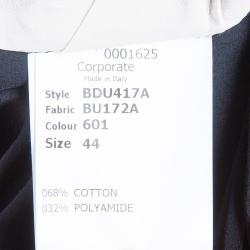 0001625
Corporate
Made in Italy
Style BDU417A
Fabric BU172A
Colour 601
Size 44
068% COTTON
032% POLYAMIDE